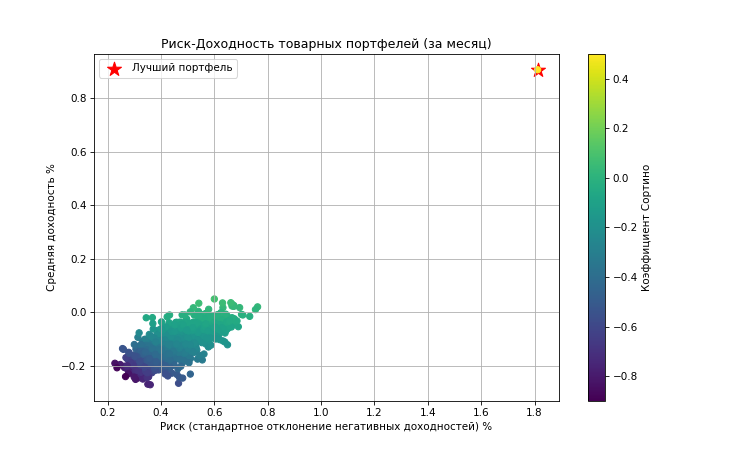 Риск-Доходность товарных портфелей (за месяц)
Лучший портфель
Средняя доходность %
0.8
0.6
0.4
0.2
0.0
−0.2
0.2 0.4 0.6 0.8 1.0 1.2 1.4 1.6 1.8
Риск (стандартное отклонение негативных доходностей) %
0.4
0.2
0.0
−0.2
−0.4
−0.6
−0.8
Коэффициент Сортино